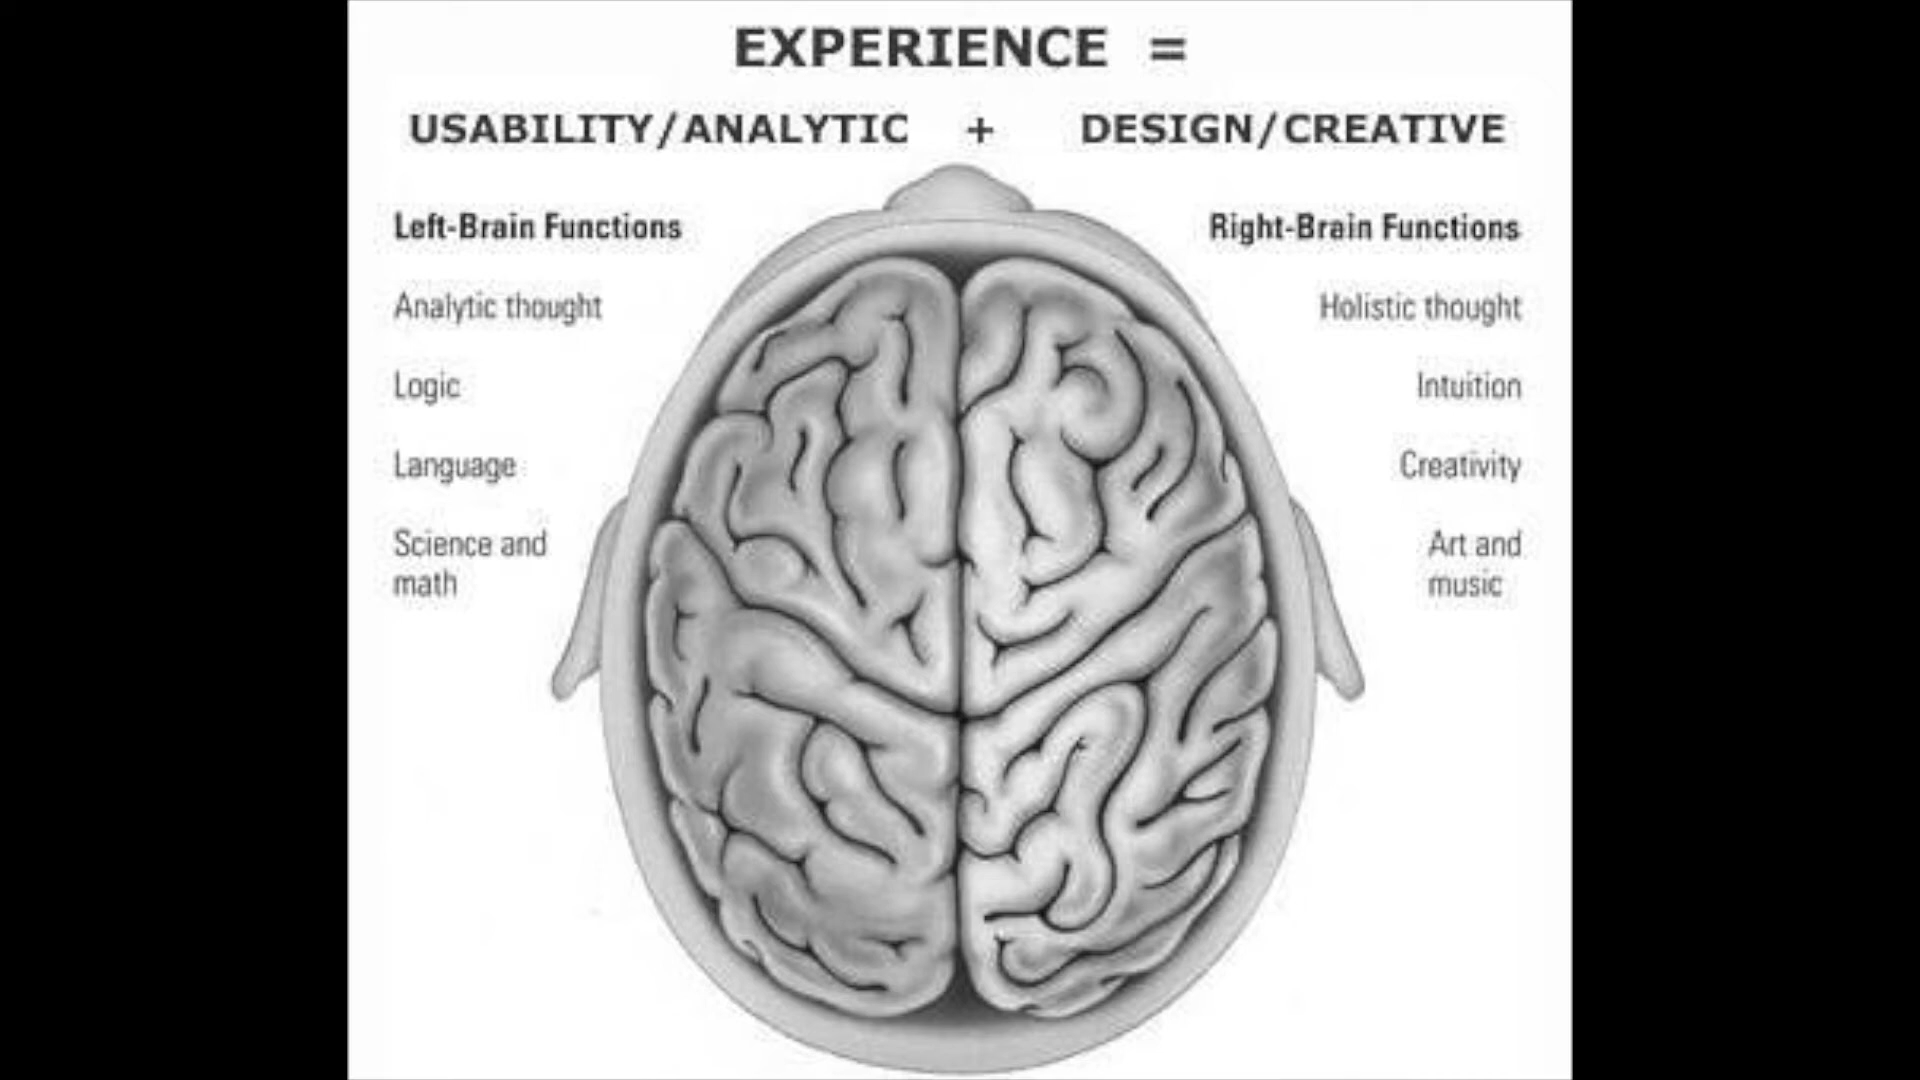 EXPERIENCE =
USABILITY/ANALYTIC + DESIGN/CREATIVE
Left-Brain Functions
Analytic thought
Logic
Language
Science and
math
Right-Brain Functions
Holistic thought
Intuition
Creativity
Art and
music